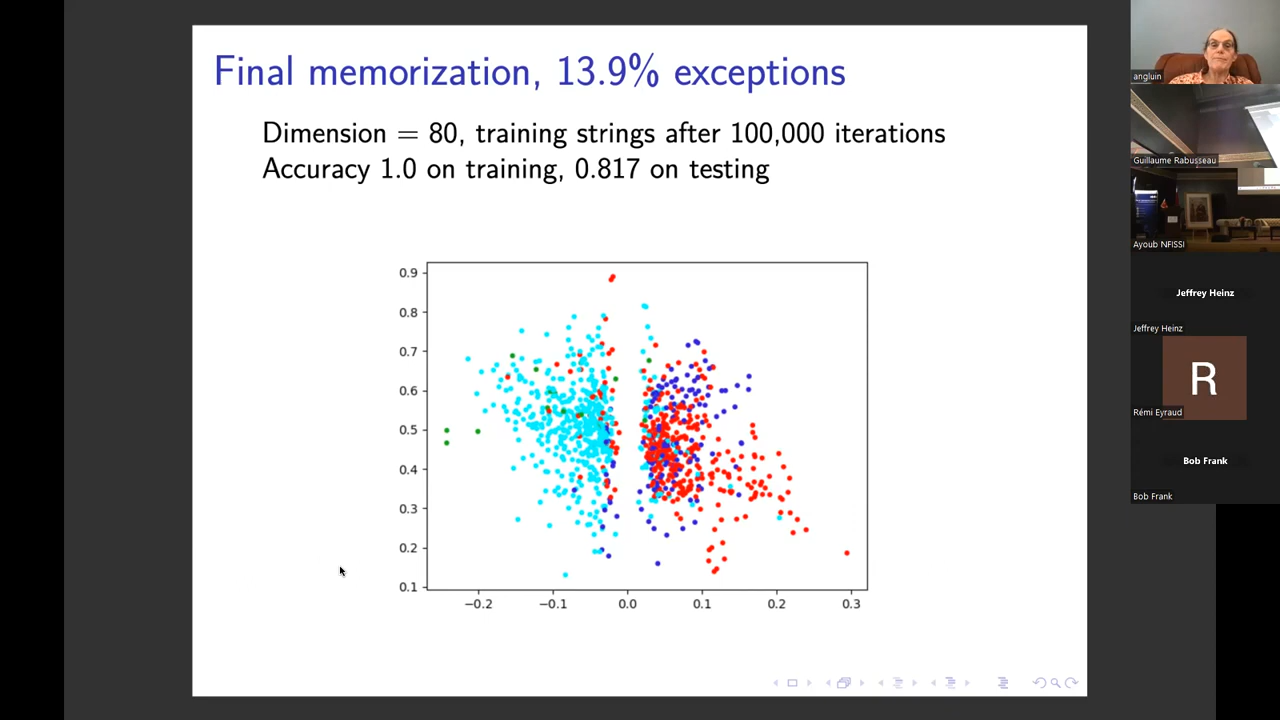 Final memorization, 13.9% exceptions
Dimension = 80, training strings after 100,000 iterations
Accuracy 1.0 on training, 0.817 on testing
0.9
0.8
0.7
0.6
0.5
0.4
0.3
0.2
0.1
−0.2 −0.1 0.0 0.1 0.2 0.3
angluin
Guillaume Rabusseau
Ayoub NFISSI
Jeffrey Heinz
Jeffrey Heinz
R
Rémi Eyraud
Bob Frank
Bob Frank